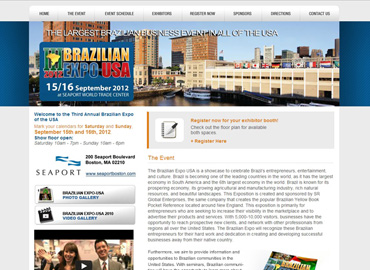 HOME
THE EVENT
EVENT SCHEDULE
EXHIBITORS
REGISTER NOW
SPONSORS
DIRECTIONS
CONTACT US
THE LARGEST BRAZILIAN BUSINESS EVENT IN ALL OF THE USA
III BRAZILIAN
2012 EXPO-USA
15/16 September 2012
at SEAPORT WORLD TRADE CENTER
Welcome to the Third Annual Brazilian Expo
of the USA
Mark your calendars for Saturday and Sunday
September 15th and 16th, 2012
Show floor open:
Saturday 10am - 7pm - Sunday 10am - 5pm
200 Seaport Boulevard
Boston, MA 02210
SEAPORT
www.seaportboston.com
BRAZILIAN EXPO-USA
PHOTO GALLERY
BRAZILIAN EXPO-USA 2010
VIDEO GALLERY
Register now for your exhibitor booth!
Check out the floor plan for available
booth spaces.
» Register Here
The Event
The Brazilian Expo USA is a showcase to celebrate Brazil's entrepreneurs, entertainment,
and culture. Brazil is becoming one of the leading countries in the world, as it has the largest
economy in South America and the 6th largest economy in the world. Brazil is known for its
prospering economy, its growing agricultural and manufacturing industry, rich natural
resources, and beautiful landscapes. This Exposition is created and sponsored by SR
Global Enterprises, the same company that creates the popular Brazilian Yellow Book
Pocket Reference located around New England. This exposition is primarily for
entrepreneurs who are seeking to increase their visibility in the marketplace and to
advertise their products and services. With 5,000-10,000 visitors, businesses have the
opportunity to reach prospective new clients, and network with other professionals from
regions all over the United States. The Brazilian Expo will recognize these Brazilian
entrepreneurs for their hard work and dedication in creating and developing successful
businesses away from their native country.
Furthermore, we aim to provide information and
opportunities to Brazilian communities in the
United States. With seminars, Brazilian commun-